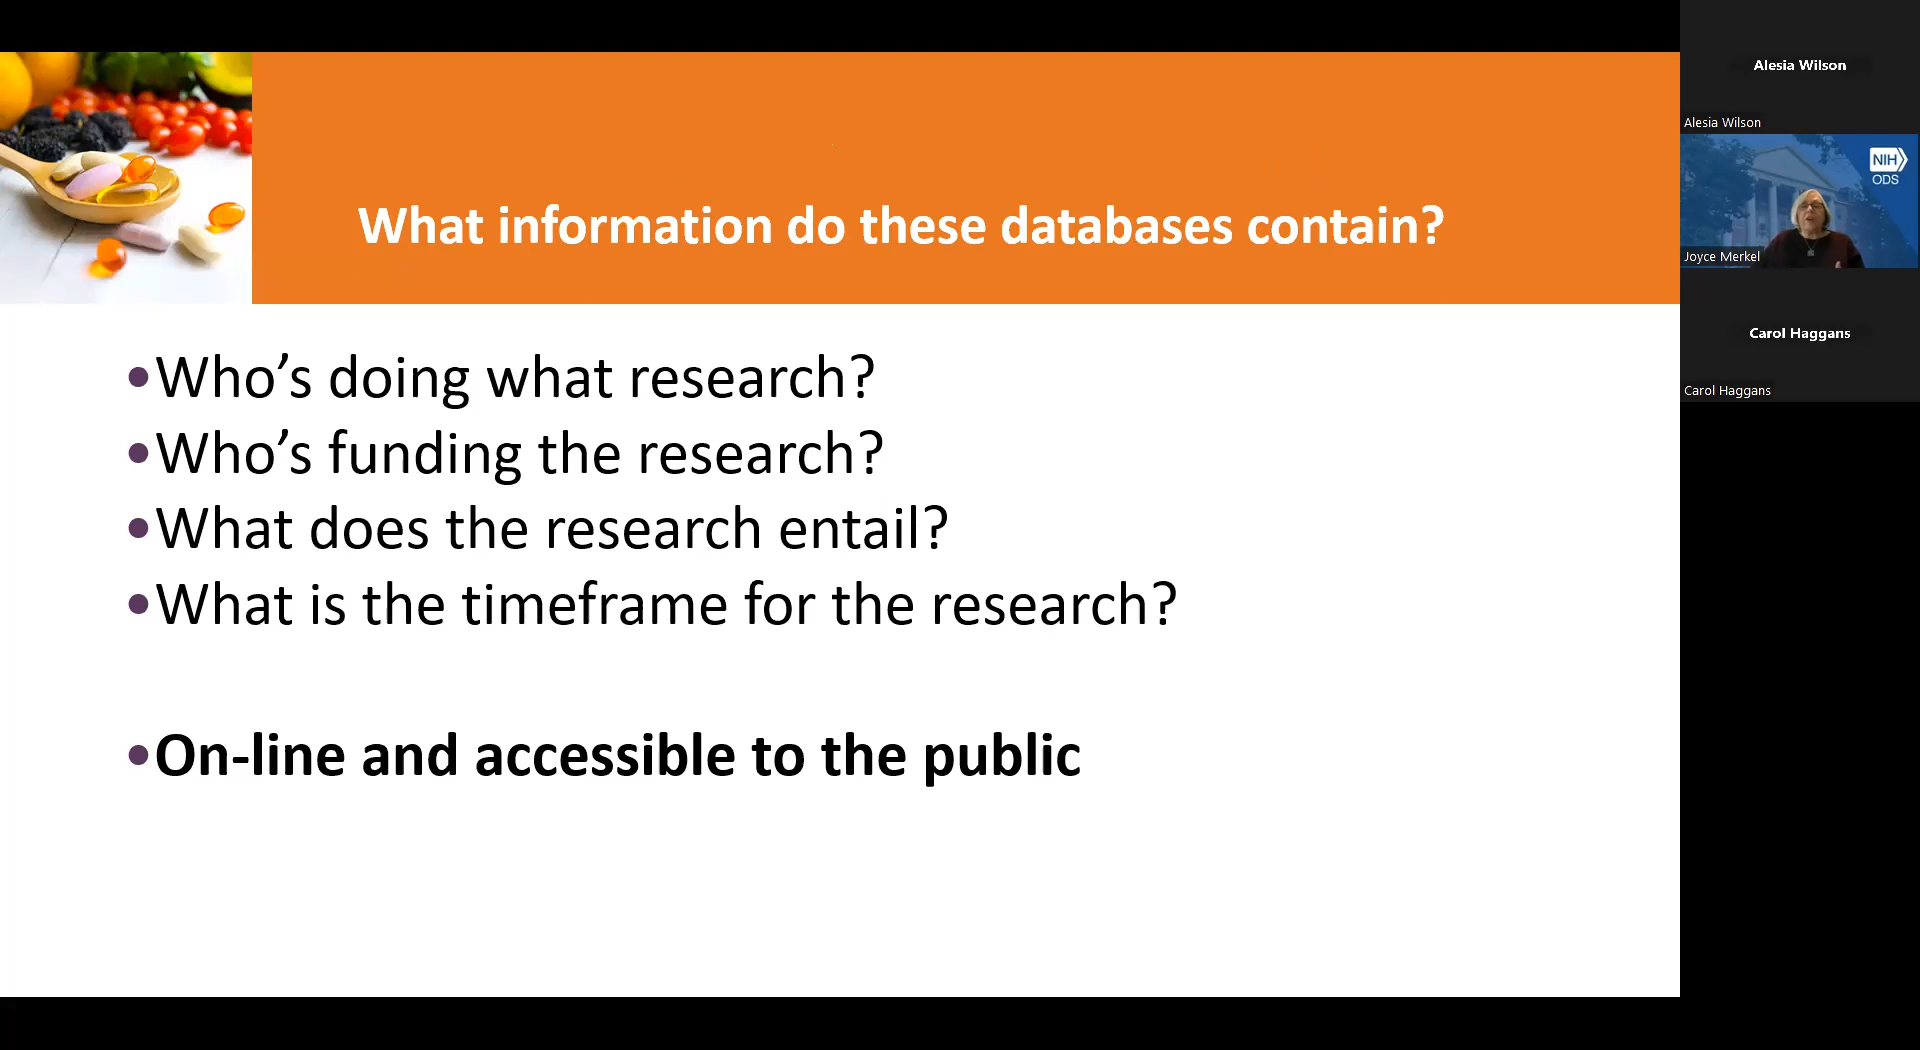 What information do these databases contain?
•Who’s doing what research?
•Who’s funding the research?
•What does the research entail?
•What is the timeframe for the research?
•On-line and accessible to the public
Alesia Wilson
Alesia Wilson
NIH
ODS
Joyce Merkel
Carol Haggans
Carol Haggans